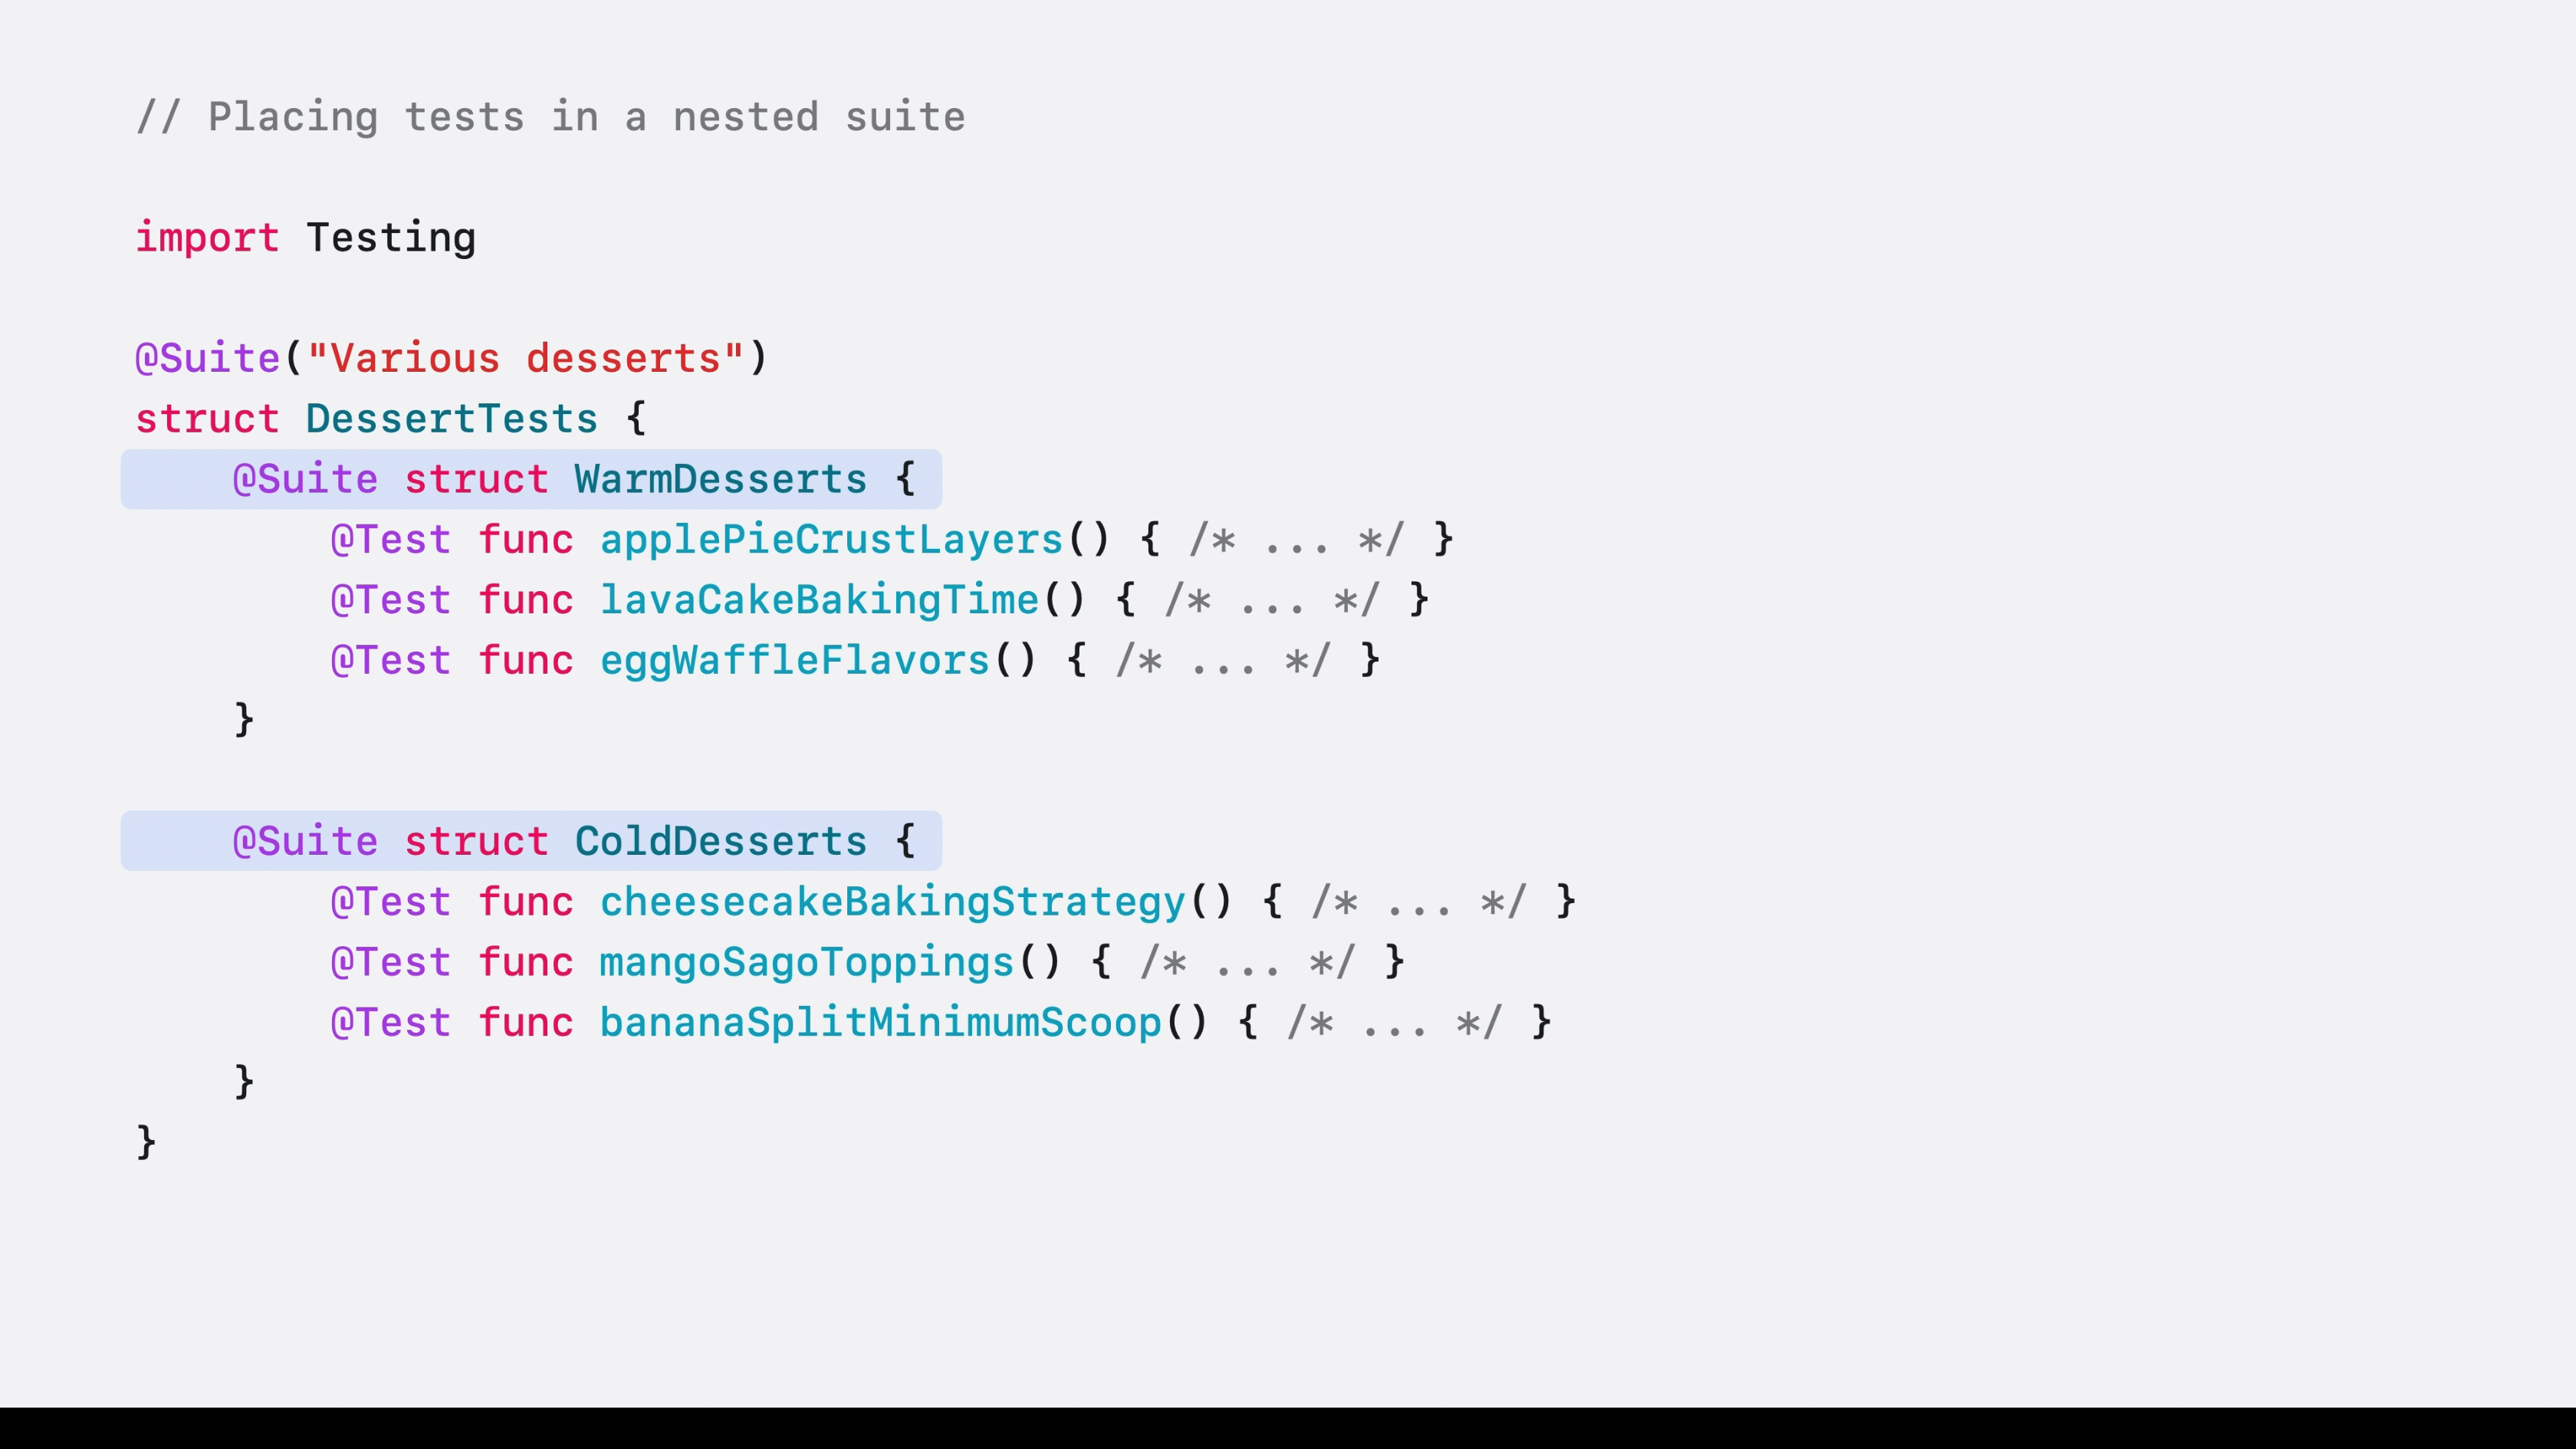 // Placing tests in a nested suite
import Testing
@Suite("Various desserts")
struct DessertTests {
    @Suite struct WarmDesserts {
        @Test func applePieCrustLayers() { /* ... */ }
        @Test func lavaCakeBakingTime() { /* ... */ }
        @Test func eggWaffleFlavors() { /* ... */ }
    }
    @Suite struct ColdDesserts {
        @Test func cheesecakeBakingStrategy() { /* ... */ }
        @Test func mangoSagoToppings() { /* ... */ }
        @Test func bananaSplitMinimumScoop() { /* ... */ }
    }
}